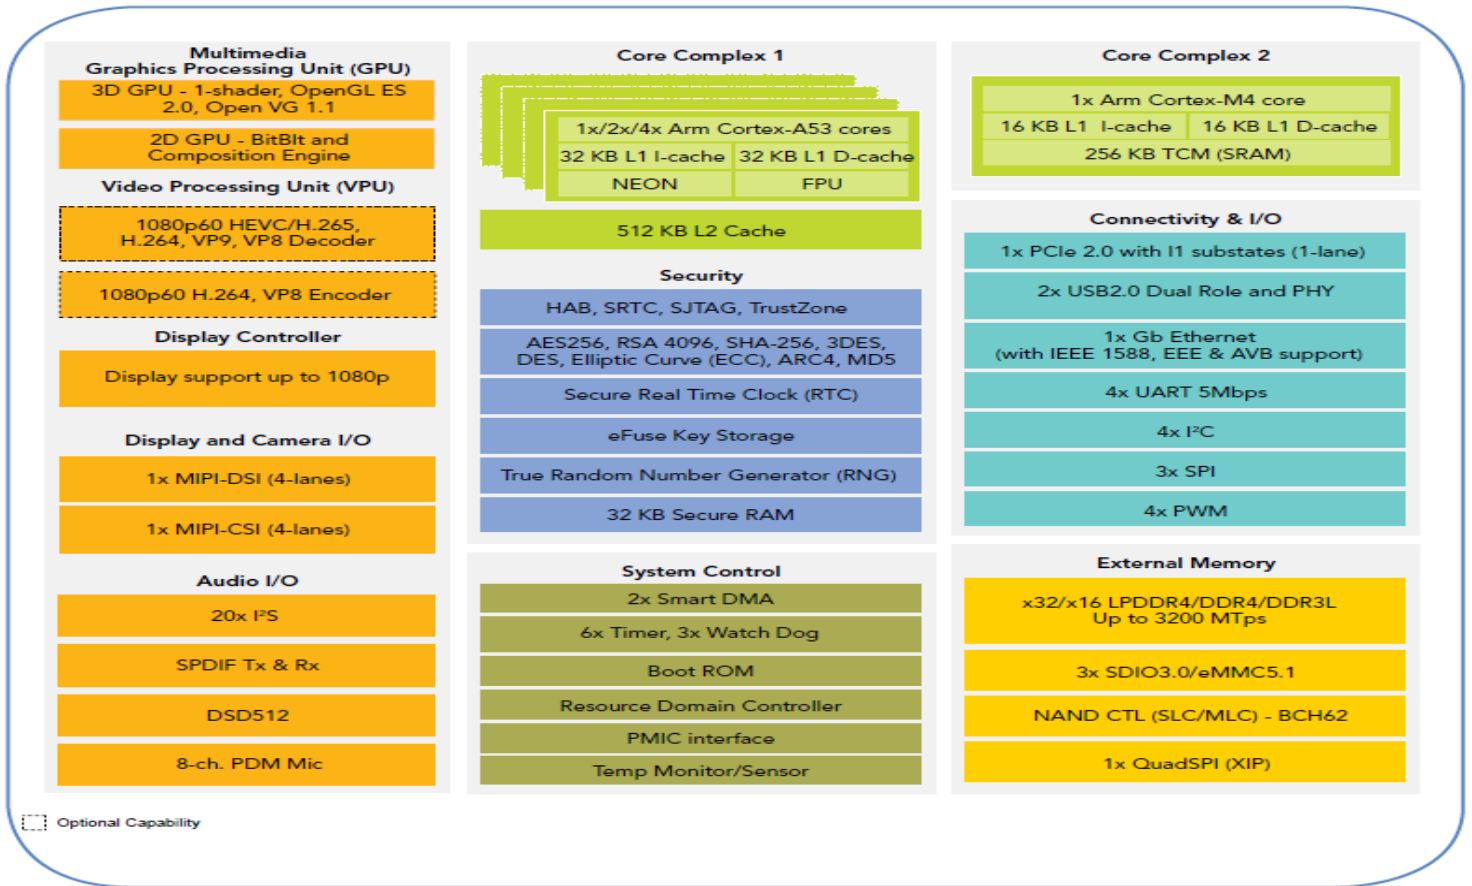 Multimedia
Graphics Processing Unit (GPU)
3D GPU - 1-shader, OpenGL ES
2.0, Open VG 1.1
2D GPU - BitBlt and
Composition Engine
Video Processing Unit (VPU)
1080p60 HEVC/H.265,
H.264, VP9, VP8 Decoder
1080p60 H.264, VP8 Encoder
Display Controller
Display support up to 1080p
Display and Camera I/O
1x MIPI-DSI (4-lanes)
1x MIPI-CSI (4-lanes)
Audio I/O
20x I²S
SPDIF Tx & Rx
DSD512
8-ch. PDM Mic
Core Complex 1
1x/2x/4x Arm Cortex-A53 cores
32 KB L1 I-cache
32 KB L1 D-cache
NEON
FPU
512 KB L2 Cache
Security
HAB, SRTC, SJTAG, TrustZone
AES256, RSA 4096, SHA-256, 3DES,
DES, Elliptic Curve (ECC), ARC4, MD5
Secure Real Time Clock (RTC)
eFuse Key Storage
True Random Number Generator (RNG)
32 KB Secure RAM
System Control
2x Smart DMA
6x Timer, 3x Watch Dog
Boot ROM
Resource Domain Controller
PMIC interface
Temp Monitor/Sensor
Core Complex 2
1x Arm Cortex-M4 core
16 KB L1 I-cache
16 KB L1 D-cache
256 KB TCM (SRAM)
Connectivity & I/O
1x PCIe 2.0 with l1 substates (1-lane)
2x USB2.0 Dual Role and PHY
1x Gb Ethernet
(with IEEE 1588, EEE & AVB support)
4x UART 5Mbps
4x I²C
3x SPI
4x PWM
External Memory
x32/x16 LPDDR4/DDR4/DDR3L
Up to 3200 MTps
3x SDIO3.0/eMMC5.1
NAND CTL (SLC/MLC) - BCH62
1x QuadSPI (XIP)
Optional Capability